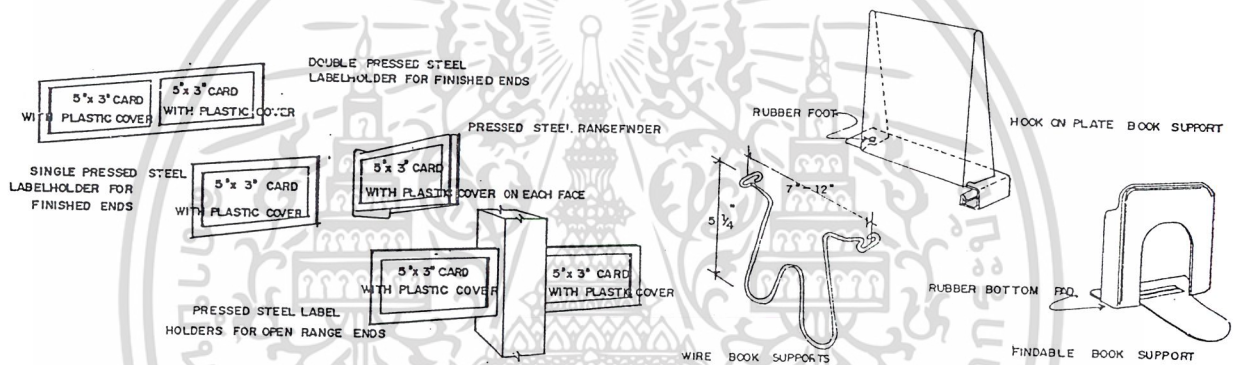 DOUBLE PRESSED STEEL
LABELHOLDER FOR FINISHED ENDS
5"x 3" CARD
WITH PLASTIC COVER
5"x 3" CARD
WITH PLASTIC COVER
SINGLE PRESSED STEEL
LABELHOLDER FOR
FINISHED ENDS
5"x 3" CARD
WITH PLASTIC COVER
PRESSED STEEL RANGEFINDER
5"x 3" CARD
WITH PLASTIC COVER ON EACH FACE
5"x 3" CARD
WITH PLASTIC COVER
5"x 3" CARD
WITH PLASTIC COVER
PRESSED STEEL LABEL
HOLDERS FOR OPEN RANGE ENDS
RUBBER FOOT
HOOK ON PLATE BOOK SUPPORT
7"-12"
5 ¼"
WIRE BOOK SUPPORTS
RUBBER BOTTOM PAD
FINDABLE BOOK SUPPORT